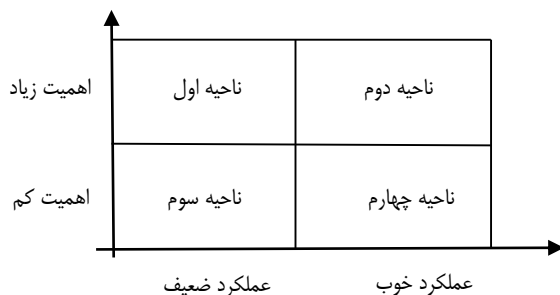 اهمیت زیاد
ناحیه اول
ناحیه دوم
اهمیت کم
ناحیه سوم
ناحیه چهارم
عملکرد ضعیف
عملکرد خوب